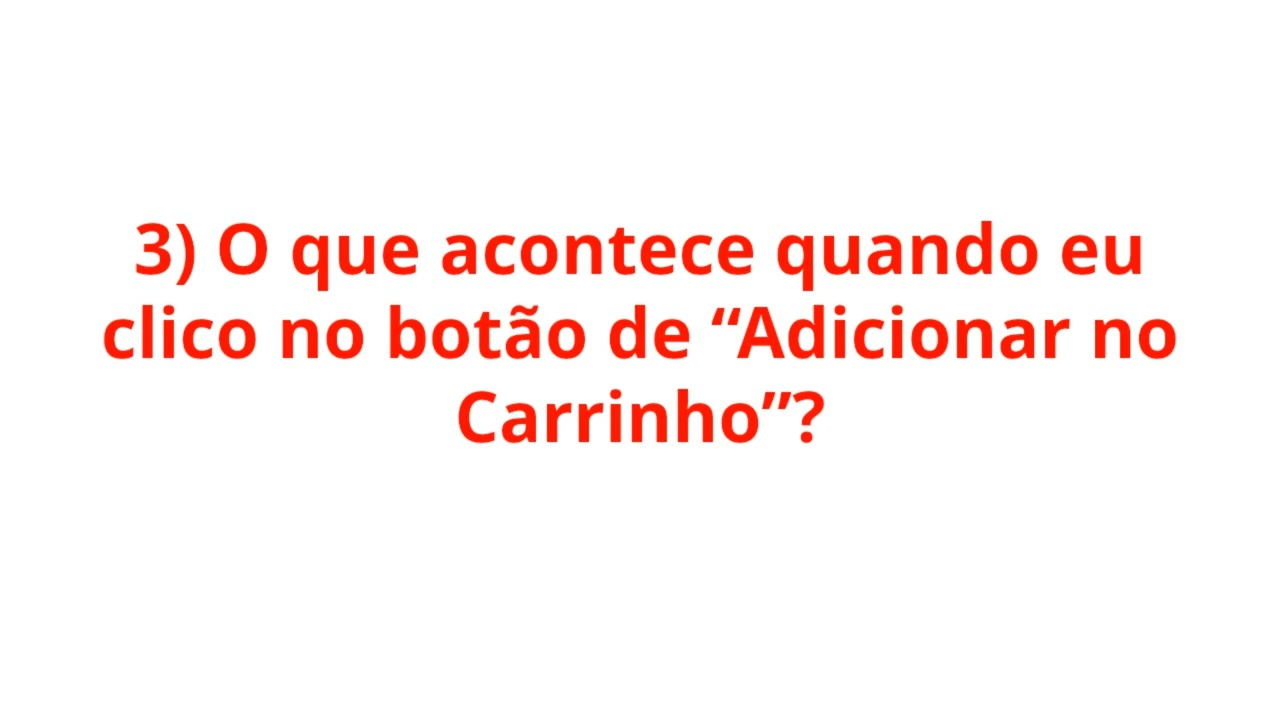 3) O que acontece quando eu
clico no botão de “Adicionar no
Carrinho”?